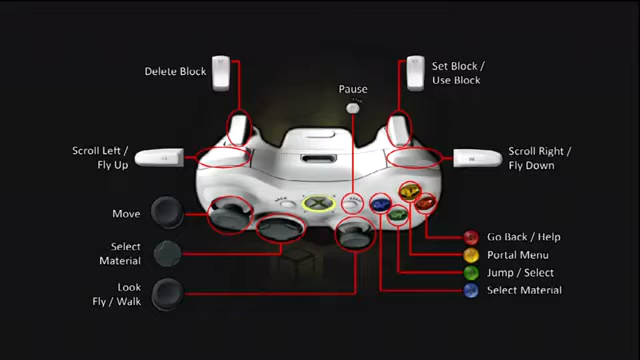 Delete Block
Set Block /
Use Block
Pause
Scroll Left /
Fly Up
Scroll Right /
Fly Down
Move
Select
Material
Look
Fly / Walk
Go Back / Help
Portal Menu
Jump / Select
Select Material